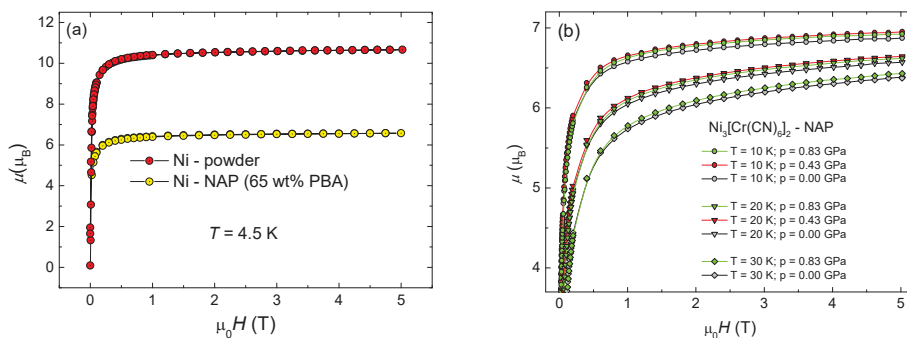 (a)
12
10
8
6
4
2
0
μ(μB)
Ni - powder
Ni - NAP (65 wt% PBA)
T = 4.5 K
0 1 2 3 4 5
μ0H (T)
(b)
7
6
5
4
μ (μB)
Ni3[Cr(CN)6]2 - NAP
T = 10 K; p = 0.83 GPa
T = 10 K; p = 0.43 GPa
T = 10 K; p = 0.00 GPa
T = 20 K; p = 0.83 GPa
T = 20 K; p = 0.43 GPa
T = 20 K; p = 0.00 GPa
T = 30 K; p = 0.83 GPa
T = 30 K; p = 0.00 GPa
0 1 2 3 4 5
μ0H (T)